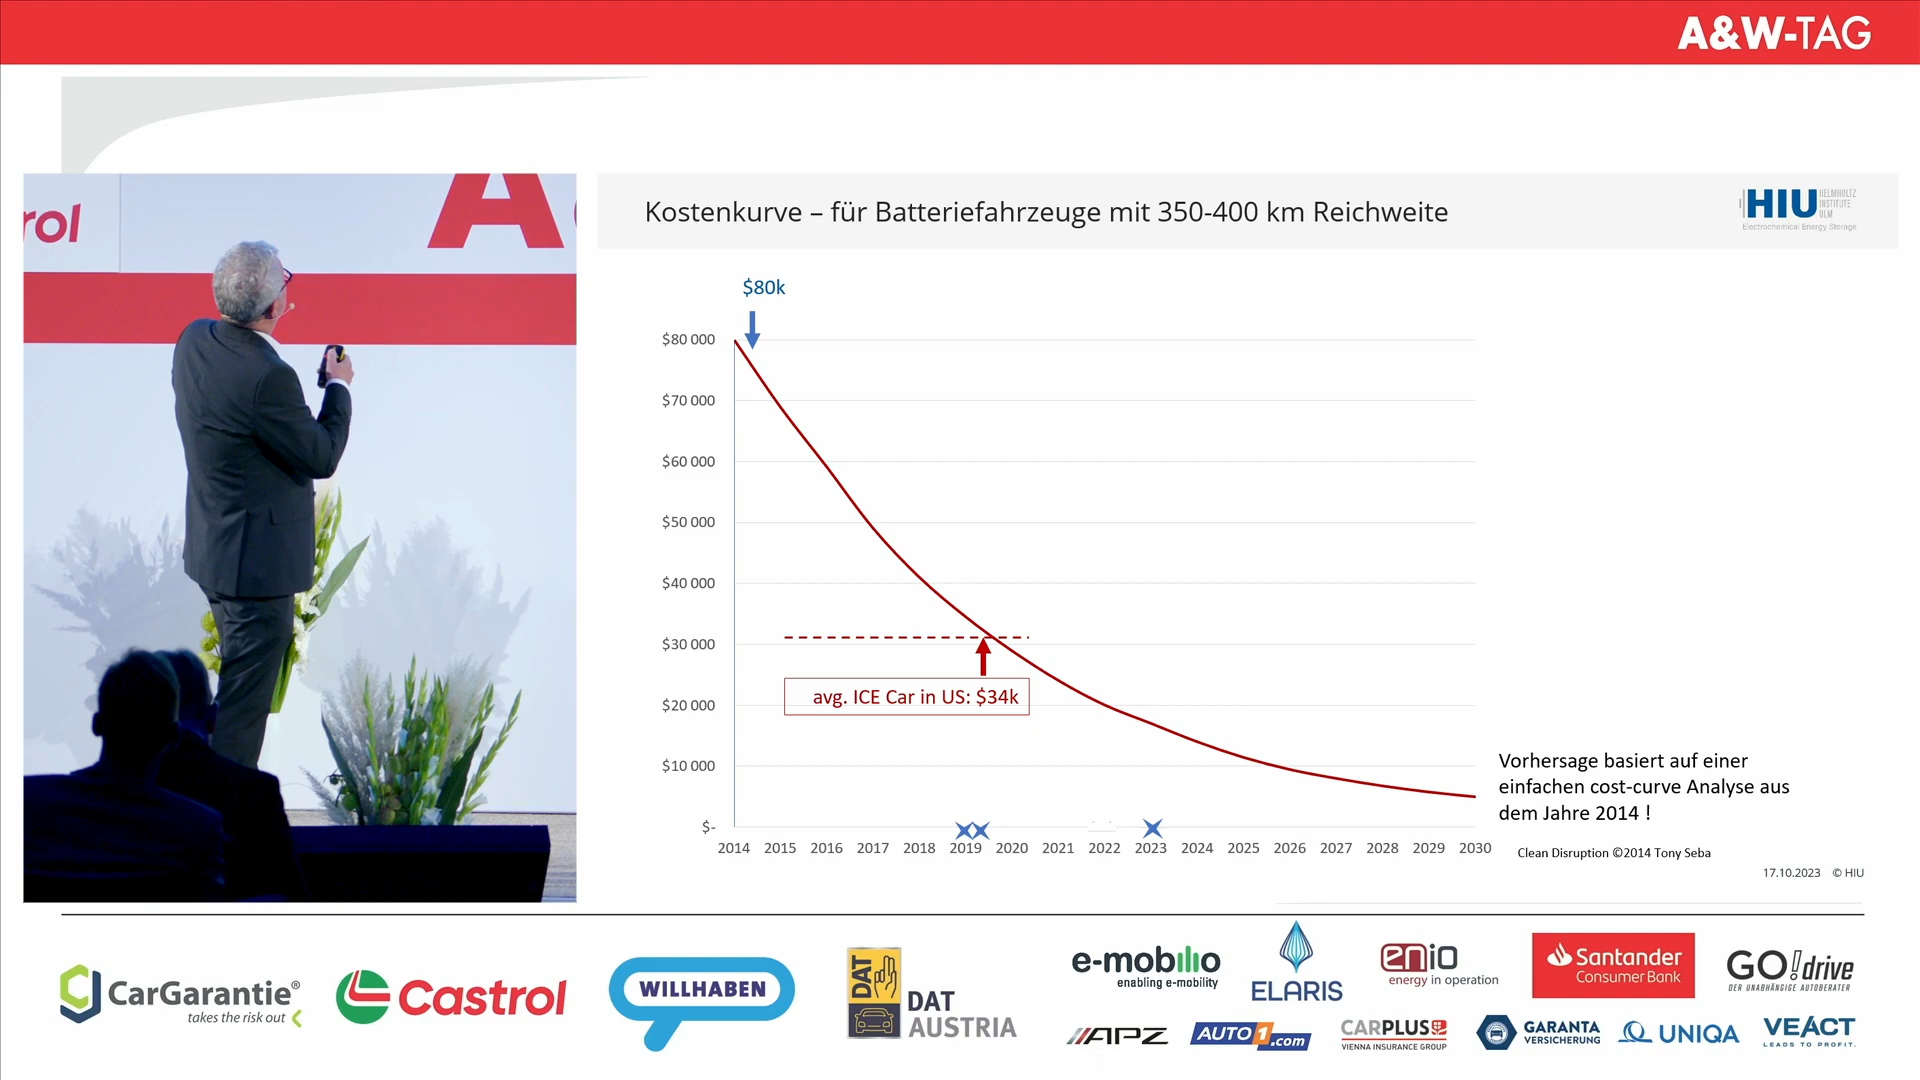 A&W-TAG
rol
A
Kostenkurve – für Batteriefahrzeuge mit 350-400 km Reichweite
HIU
HELMHOLTZ
INSTITUTE
ULM
Electrochemical Energy Storage
$80k
$80 000
$70 000
$60 000
$50 000
$40 000
$30 000
$20 000
$10 000
$-
avg. ICE Car in US: $34k
2014 2015 2016 2017 2018 2019 2020 2021 2022 2023 2024 2025 2026 2027 2028 2029 2030
Vorhersage basiert auf einer
einfachen cost-curve Analyse aus
dem Jahre 2014 !
Clean Disruption ©2014 Tony Seba
17.10.2023 © HIU
CarGarantie®
takes the risk out
Castrol
WILLHABEN
DAT
DAT
AUSTRIA
e-mobilio
enabling e-mobility
ELARIS
enio
energy in operation
Santander
Consumer Bank
GO!drive
DER UNABHÄNGIGE AUTOBERATER
APZ
AUTO1.com
CARPLUS
VIENNA INSURANCE GROUP
GARANTA
VERSICHERUNG
UNIQA
VEACT
LEADS TO PROFIT.